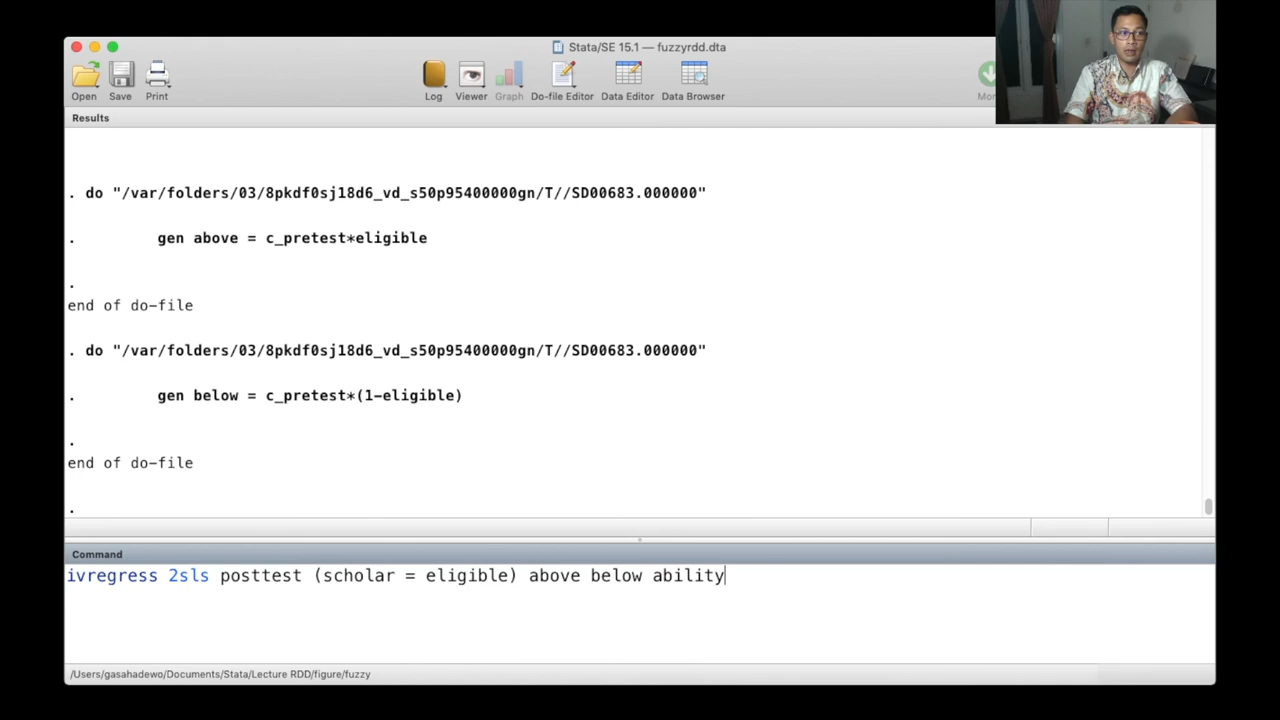 Stata/SE 15.1 — fuzzyrdd.dta
Open Save Print Log Viewer Graph Do-file Editor Data Editor Data Browser
Results
. do "/var/folders/03/8pkdf0sj18d6_vd_s50p95400000gn/T//SD00683.000000"
. gen above = c_pretest*eligible
.
end of do-file
. do "/var/folders/03/8pkdf0sj18d6_vd_s50p95400000gn/T//SD00683.000000"
. gen below = c_pretest*(1-eligible)
.
end of do-file
.
Command
ivregress 2sls posttest (scholar = eligible) above below ability
/Users/gasahadewo/Documents/Stata/Lecture RDD/figure/fuzzy